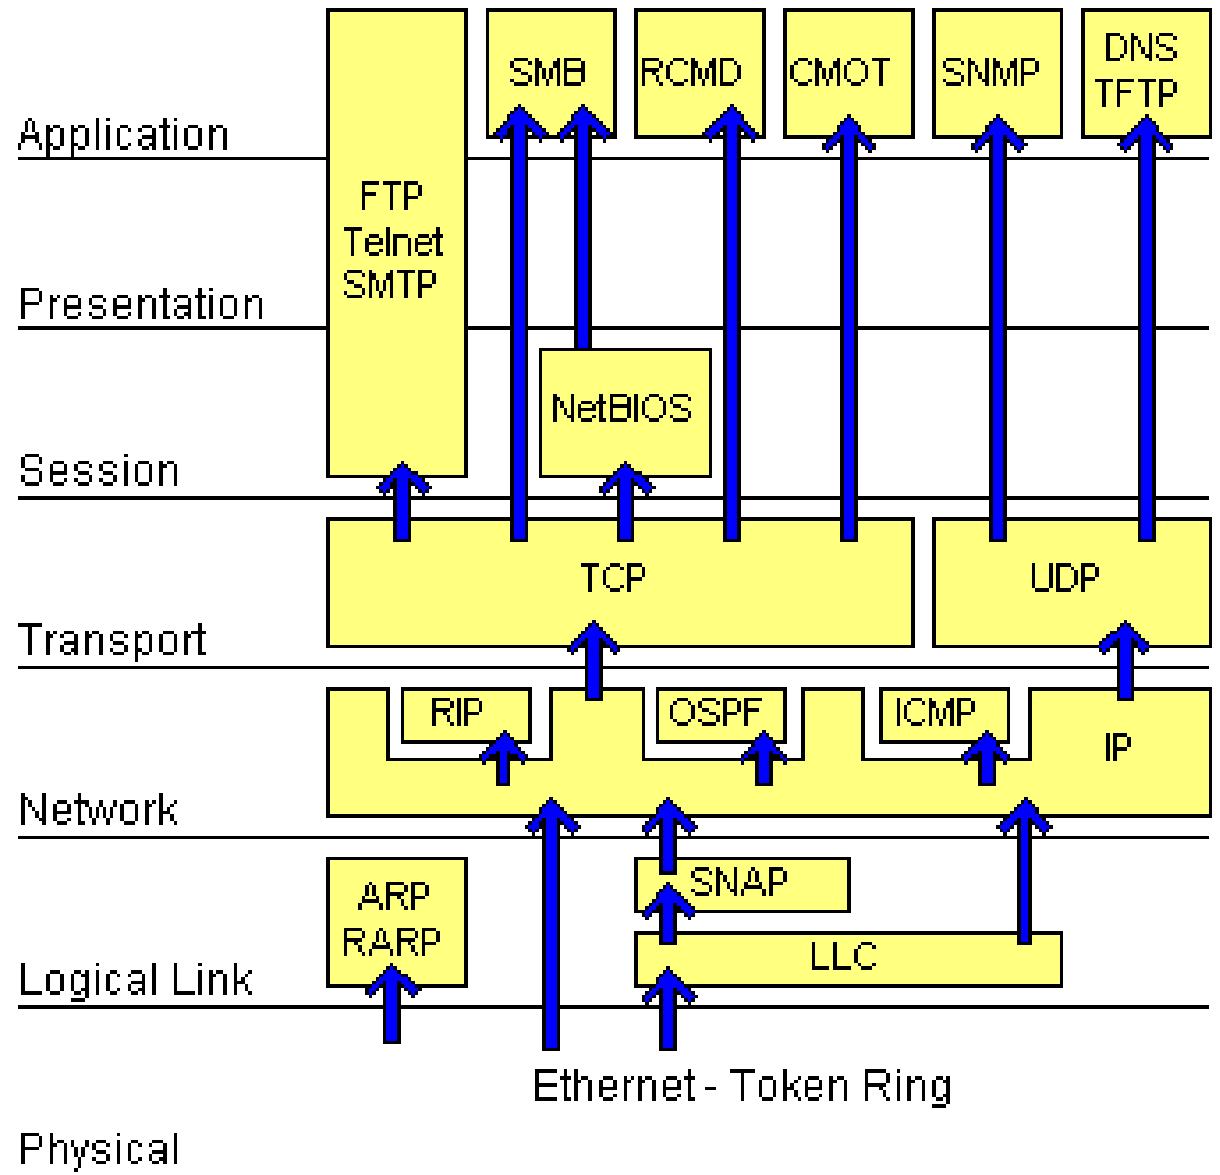 SMB
RCMD
CMOT
SNMP
DNS
TFTP
Application
FTP
Telnet
SMTP
Presentation
NetBIOS
Session
TCP
UDP
Transport
RIP
OSPF
ICMP
IP
Network
ARP
RARP
SNAP
LLC
Logical Link
Ethernet - Token Ring
Physical